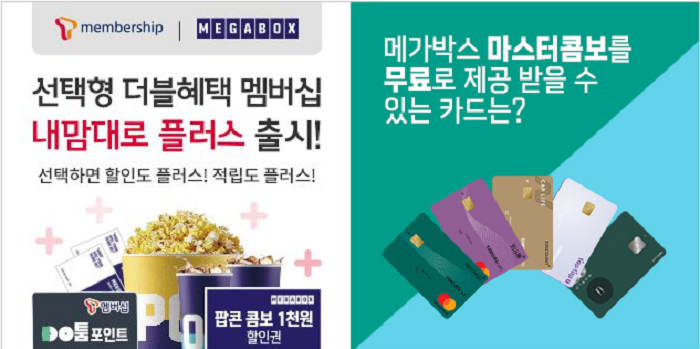 membership | MEGABOX
선택형 더블혜택 멤버십
내맘대로 플러스 출시!
선택하면 할인도 플러스! 적립도 플러스!
멤버십
포인트
PO
MEGABOX
팝콘 콤보 1천원
할인권
메가박스 마스터콤보를
무료로 제공 받을 수
있는 카드는?
CAR LIFE